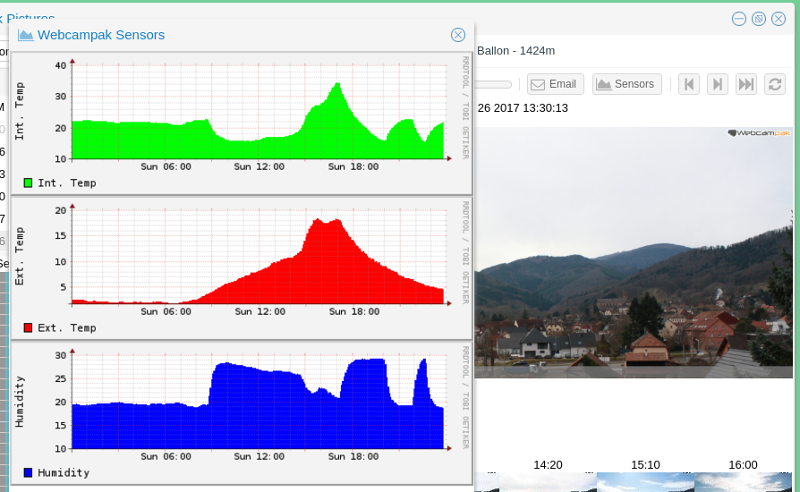 k Pictures
Webcampak Sensors
Ballon - 1424m
Email
Sensors
26 2017 13:30:13
Webcampak
40
30
20
10
Int. Temp
Sun 06:00 Sun 12:00 Sun 18:00
Int. Temp
RRDTOOL / TOBI OETIKER
20
15
10
5
Ext. Temp
Sun 06:00 Sun 12:00 Sun 18:00
Ext. Temp
RRDTOOL / TOBI OETIKER
30
25
20
15
10
Humidity
Sun 06:00 Sun 12:00 Sun 18:00
Humidity
RRDTOOL / TOBI OETIKER
14:20 15:10 16:00